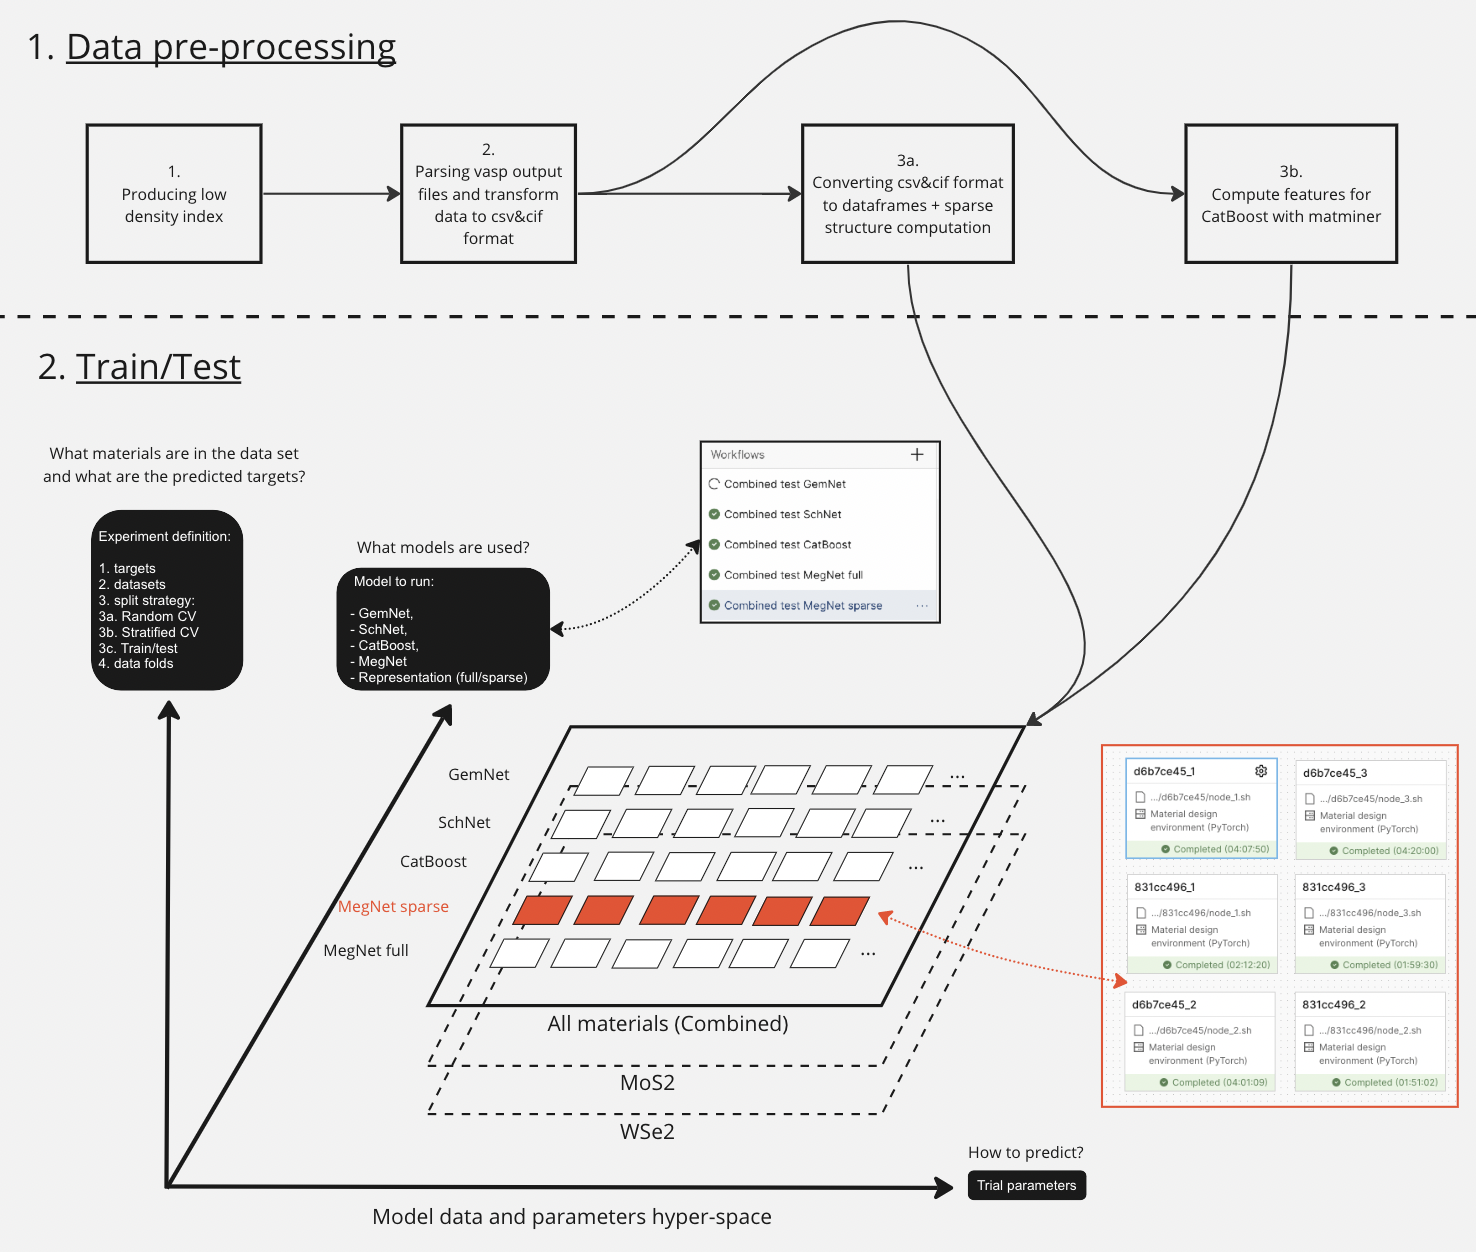 1. Data pre-processing
1.
Producing low
density index
2.
Parsing vasp output
files and transform
data to csv&cif
format
3a.
Converting csv&cif format
to dataframes + sparse
structure computation
3b.
Compute features for
CatBoost with matminer
2. Train/Test
What materials are in the data set
and what are the predicted targets?
Experiment definition:
1. targets
2. datasets
3. split strategy:
3a. Random CV
3b. Stratified CV
3c. Train/test
4. data folds
What models are used?
Model to run:
- GemNet,
- SchNet,
- CatBoost,
- MegNet
- Representation (full/sparse)
Workflows +
Combined test GemNet
Combined test SchNet
Combined test CatBoost
Combined test MegNet full
Combined test MegNet sparse ...
GemNet ...
SchNet ...
CatBoost ...
MegNet sparse
MegNet full ...
All materials (Combined)
MoS2
WSe2
d6b7ce45_1
.../d6b7ce45/node_1.sh
Material design
environment (PyTorch)
Completed (04:07:50)
d6b7ce45_3
.../d6b7ce45/node_3.sh
Material design
environment (PyTorch)
Completed (04:20:00)
831cc496_1
.../831cc496/node_1.sh
Material design
environment (PyTorch)
Completed (02:12:20)
831cc496_3
.../831cc496/node_3.sh
Material design
environment (PyTorch)
Completed (01:59:30)
d6b7ce45_2
.../d6b7ce45/node_2.sh
Material design
environment (PyTorch)
Completed (04:01:09)
831cc496_2
.../831cc496/node_2.sh
Material design
environment (PyTorch)
Completed (01:51:02)
How to predict?
Trial parameters
Model data and parameters hyper-space